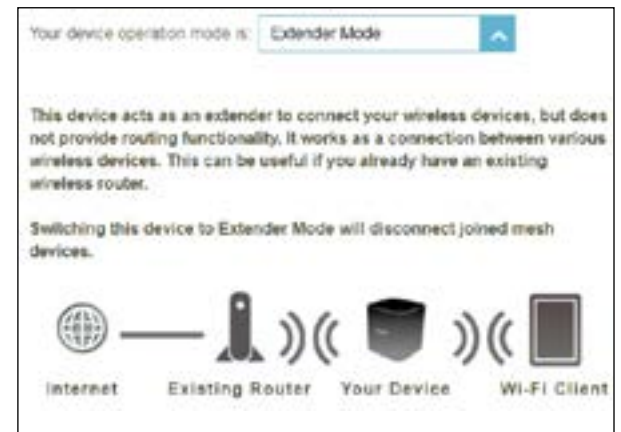 Your device operation mode is: Extender Mode
This device acts as an extender to connect your wireless devices, but does
not provide routing functionality. It works as a connection between various
wireless devices. This can be useful if you already have an existing
wireless router.
Switching this device to Extender Mode will disconnect joined mesh
devices.
Internet Existing Router Your Device Wi-Fi Client